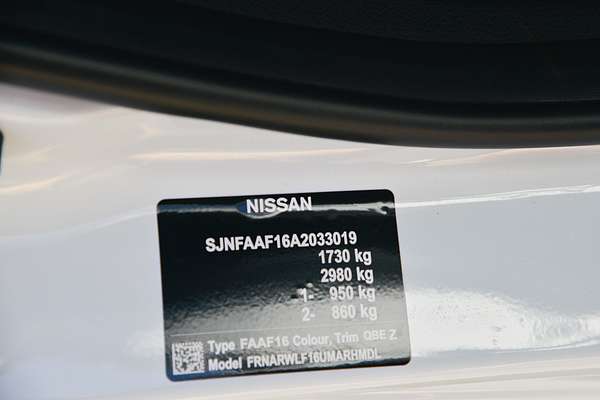 NISSAN
SJNFAAF16A2033019
1730 kg
2980 kg
1- 950 kg
2- 860 kg
Type FAAF16 Colour, Trim QBE Z
Model FRNARWLF16UMARHMDL